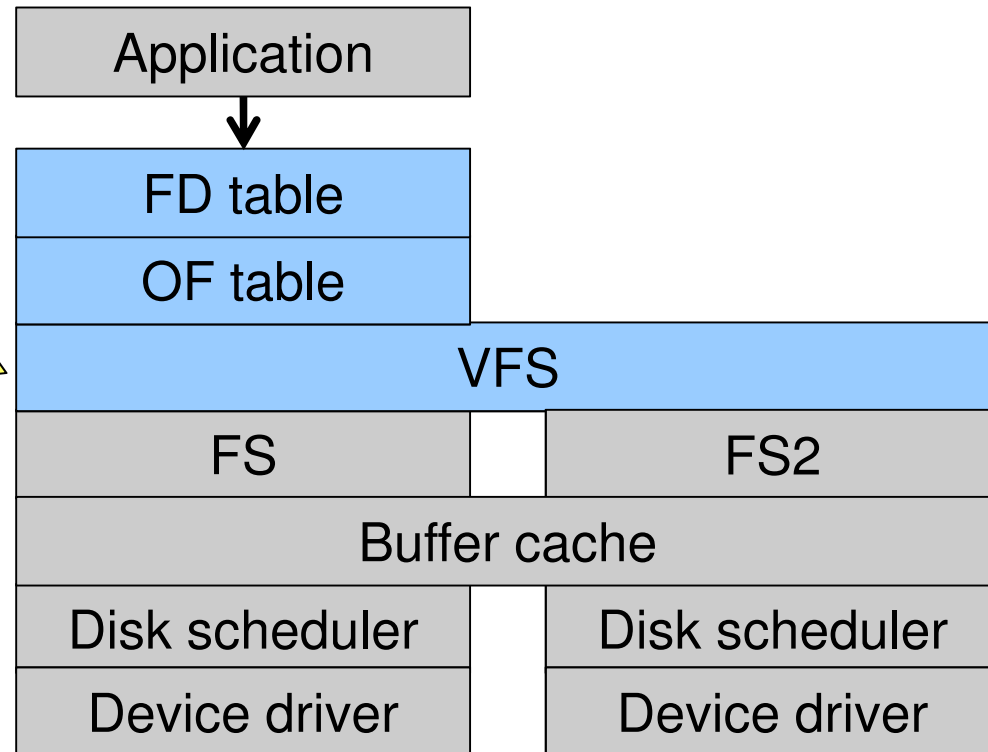 Application
FD table
OF table
VFS
FS
FS2
Buffer cache
Disk scheduler
Disk scheduler
Device driver
Device driver